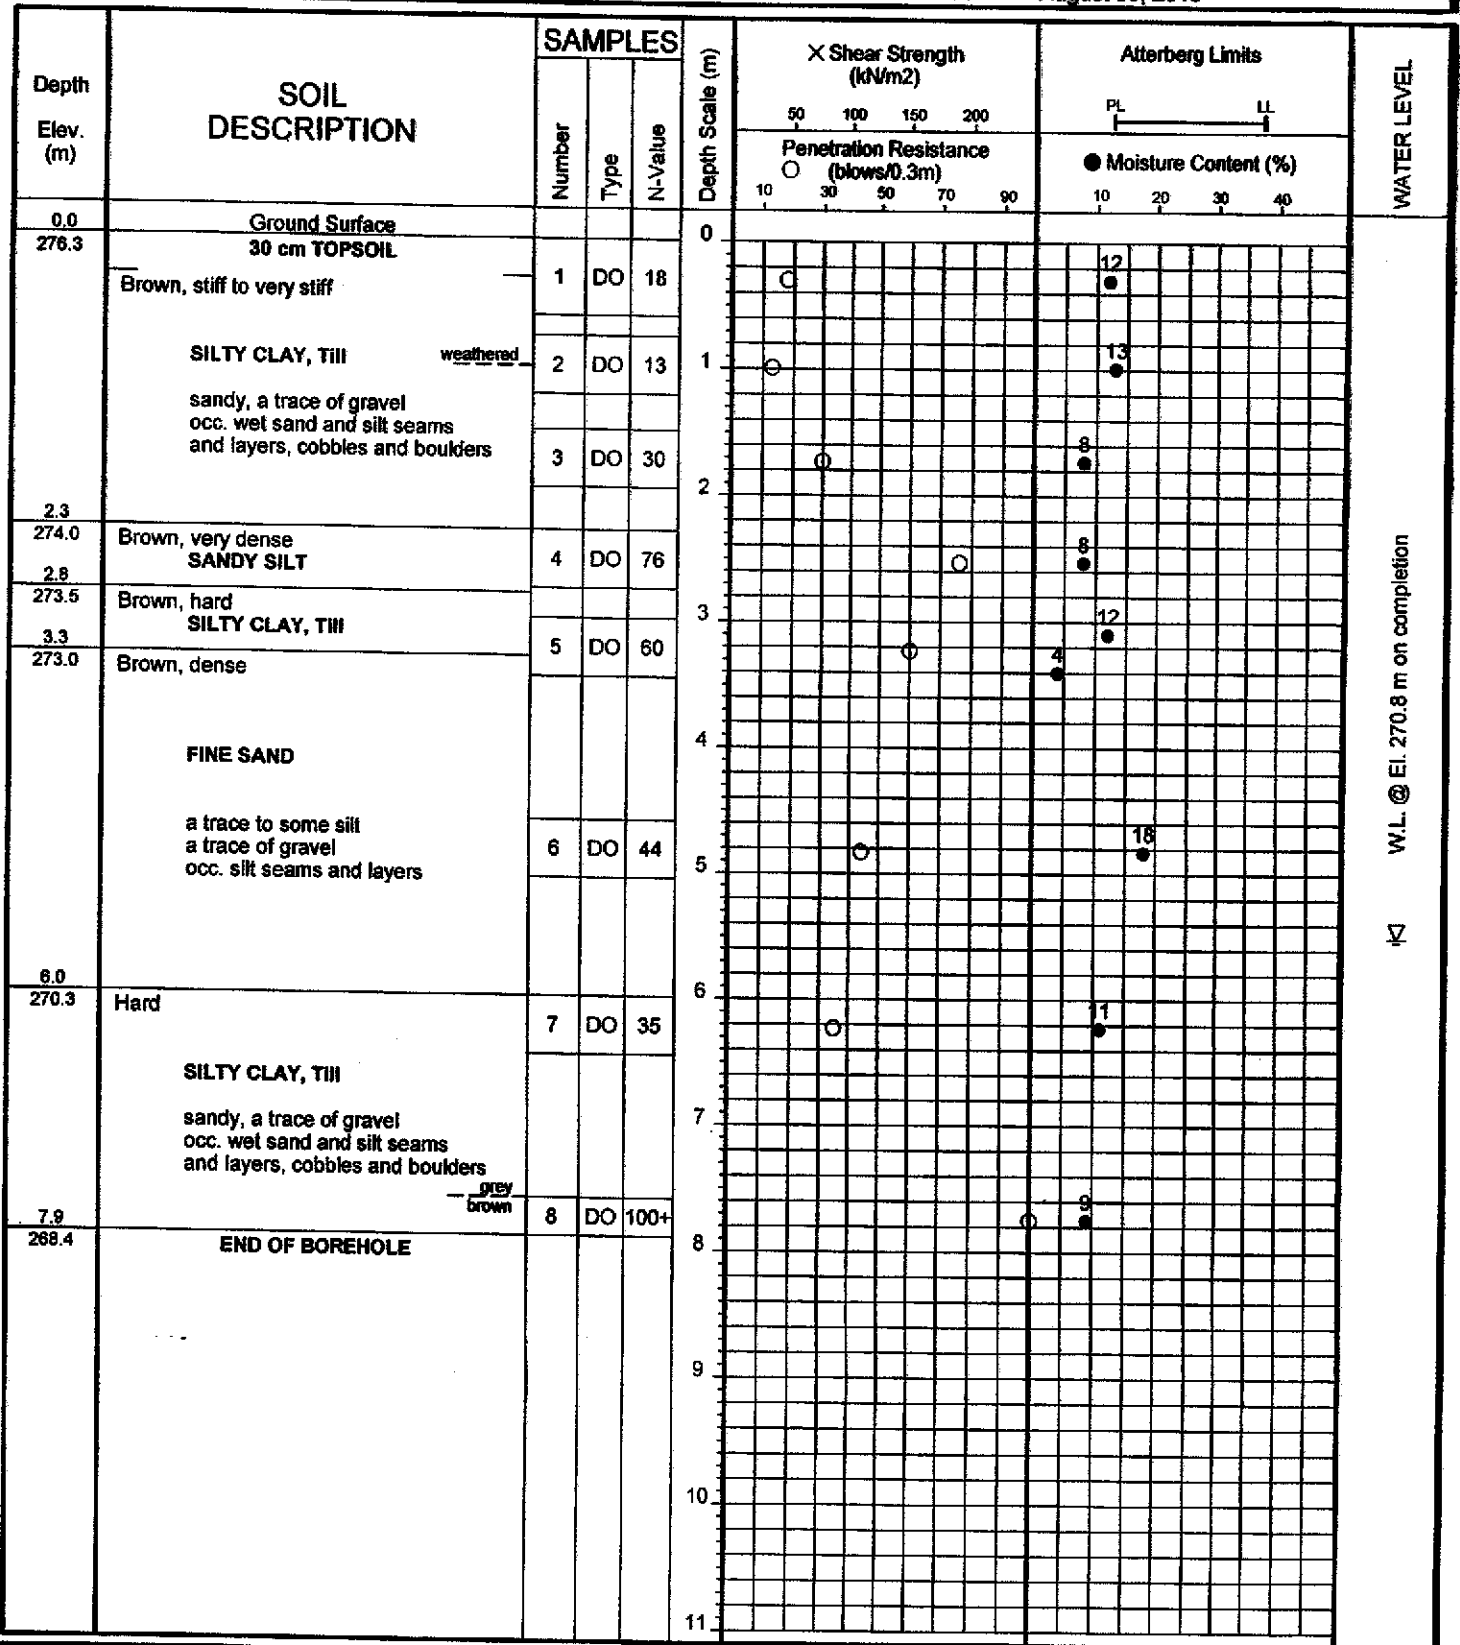 SAMPLES
Depth
Elev.
(m)
SOIL
DESCRIPTION
Number
Type
N-Value
Depth Scale (m)
× Shear Strength
(kN/m2)
50 100 150 200
Penetration Resistance
(blows/0.3m)
10 30 50 70 90
Atterberg Limits
PL LL
Moisture Content (%)
10 20 30 40
WATER LEVEL
0.0 Ground Surface
276.3 30 cm TOPSOIL
0
1 DO 18
12
Brown, stiff to very stiff
SILTY CLAY, Till weathered
2 DO 13
1
13
sandy, a trace of gravel
occ. wet sand and silt seams
and layers, cobbles and boulders
3 DO 30
8
2
2.3
274.0 Brown, very dense
SANDY SILT
4 DO 76
8
2.8
273.5 Brown, hard
SILTY CLAY, Till
3
12
3.3
5 DO 60
4
273.0 Brown, dense
4
FINE SAND
a trace to some silt
a trace of gravel
occ. silt seams and layers
6 DO 44
18
5
W.L. @ El. 270.8 m on completion
6.0
270.3 Hard
6
7 DO 35
11
SILTY CLAY, Till
7
sandy, a trace of gravel
occ. wet sand and silt seams
and layers, cobbles and boulders
grey
brown
8 DO 100+
9
7.9
268.4 END OF BOREHOLE
8
9
10
11